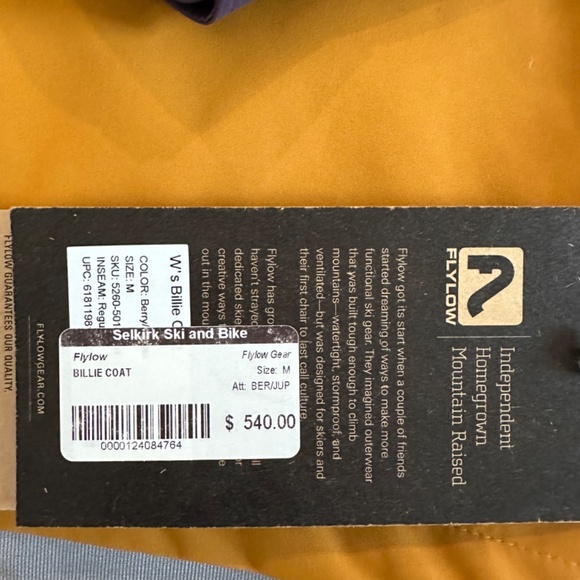 FLYLOW
Independent
Homegrown
Mountain Raised
Flylow got its start when a couple of friends
started dreaming of ways to make more
functional ski gear. They imagined outerwear
that was built tough enough to climb
mountains—watertight, stormproof, and
ventilated—but was designed for skiers and
their first chair to last call culture.
Flylow has
haven't strayed
dedicated skie
creative ways
out in the mou
W's Billie
COLOR: Berry/
SIZE: M
SKU: 5260-501
INSEAM: Regu
UPC: 6181198
Selkirk Ski and Bike
Flylow
Flylow Gear
BILLIE COAT
Size: M
Att: BER/JUP
$ 540.00
0000124084764
FLYLOWGEAR.COM
FLYLOW GUARANTEES OUR QUALITY.